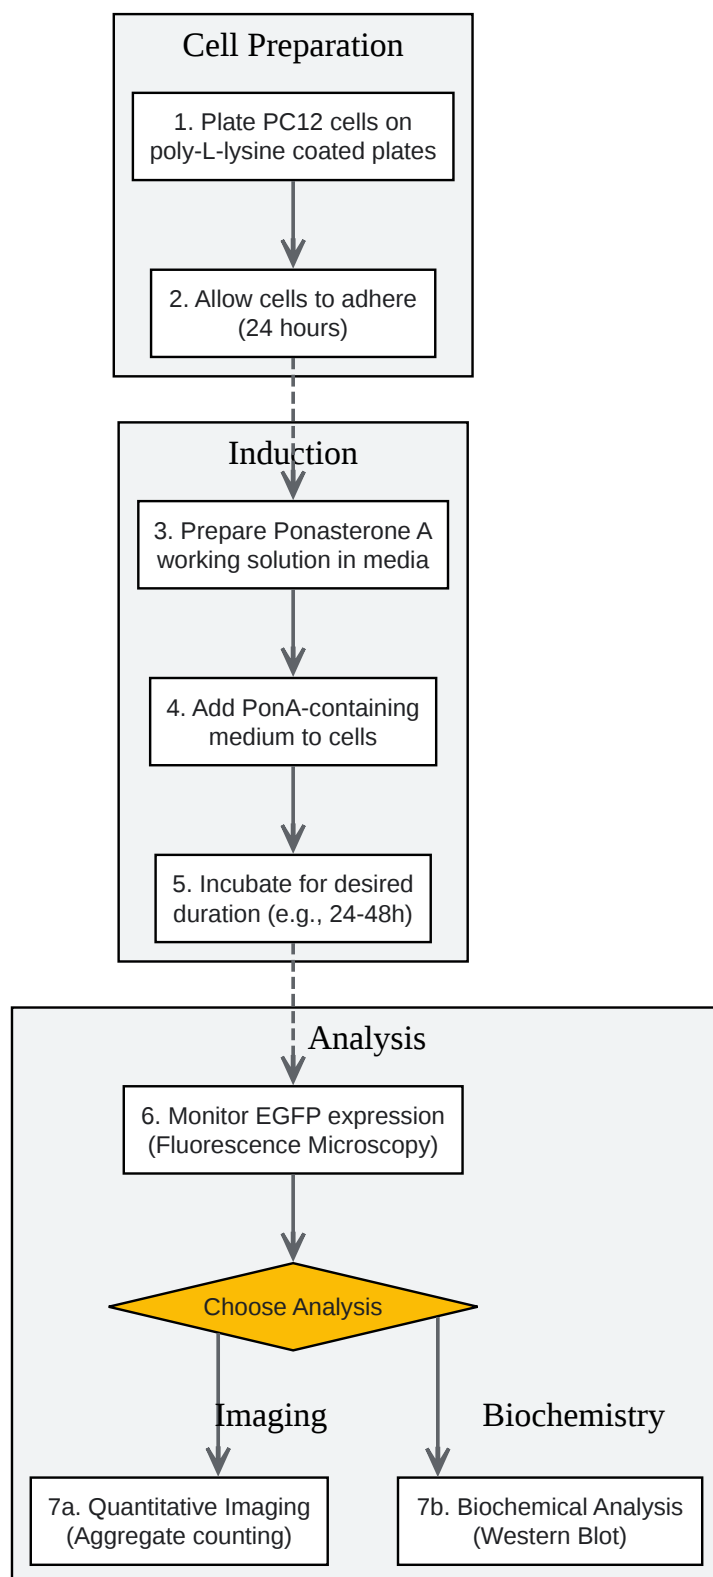 Cell Preparation
1. Plate PC12 cells on
poly-L-lysine coated plates
2. Allow cells to adhere
(24 hours)
Induction
3. Prepare Ponasterone A
working solution in media
4. Add PonA-containing
medium to cells
5. Incubate for desired
duration (e.g., 24-48h)
Analysis
6. Monitor EGFP expression
(Fluorescence Microscopy)
Choose Analysis
Imaging
Biochemistry
7a. Quantitative Imaging
(Aggregate counting)
7b. Biochemical Analysis
(Western Blot)